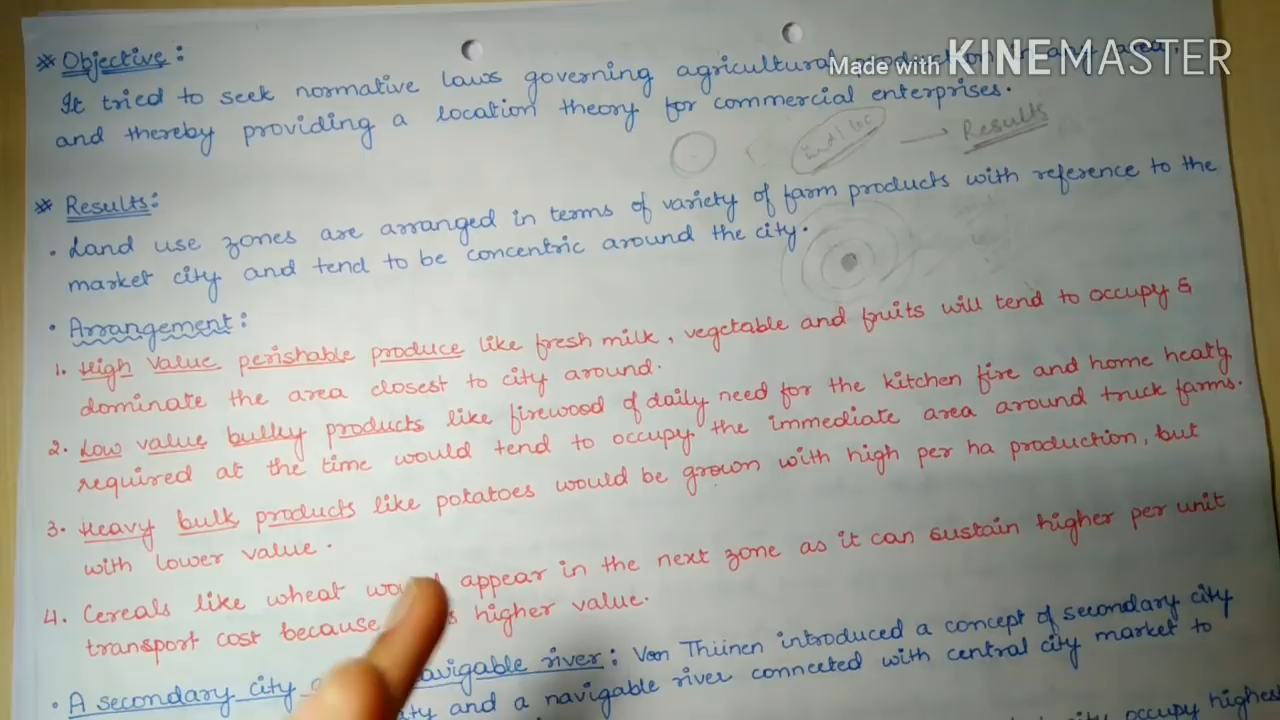 * Objective :
Made with KINEMASTER
It tried to seek normative laws governing agricultural production in any area,
and thereby providing a location theory for commercial enterprises.
Results
* Results:
• Land use zones are arranged in terms of variety of farm products with reference to the
market city and tend to be concentric around the city.
• Arrangement:
1. High value perishable produce like fresh milk, vegetable and fruits will tend to occupy &
dominate the area closest to city around.
2. Low value bulky products like firewood of daily need for the kitchen fire and home heatg
required at the time would tend to occupy the immediate area around truck farms.
3. Heavy bulk products like potatoes would be grown with high per ha production, but
with lower value.
4. Cereals like wheat would appear in the next zone as it can sustain higher per unit
transport cost because higher value.
• A secondary city navigable river : Von Thünen introduced a concept of secondary city
and a navigable river connected with central city market to
occupy highest